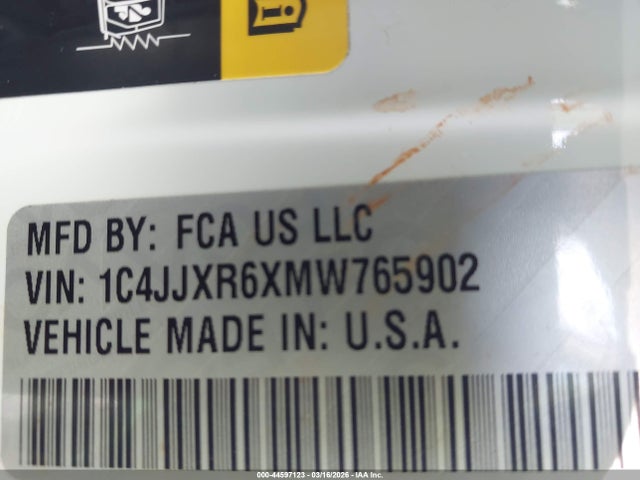 MFD BY: FCA US LLC
VIN: 1C4JJXR6XMW765902
VEHICLE MADE IN: U.S.A.
000-44597123 - 03/16/2026 - IAA Inc.